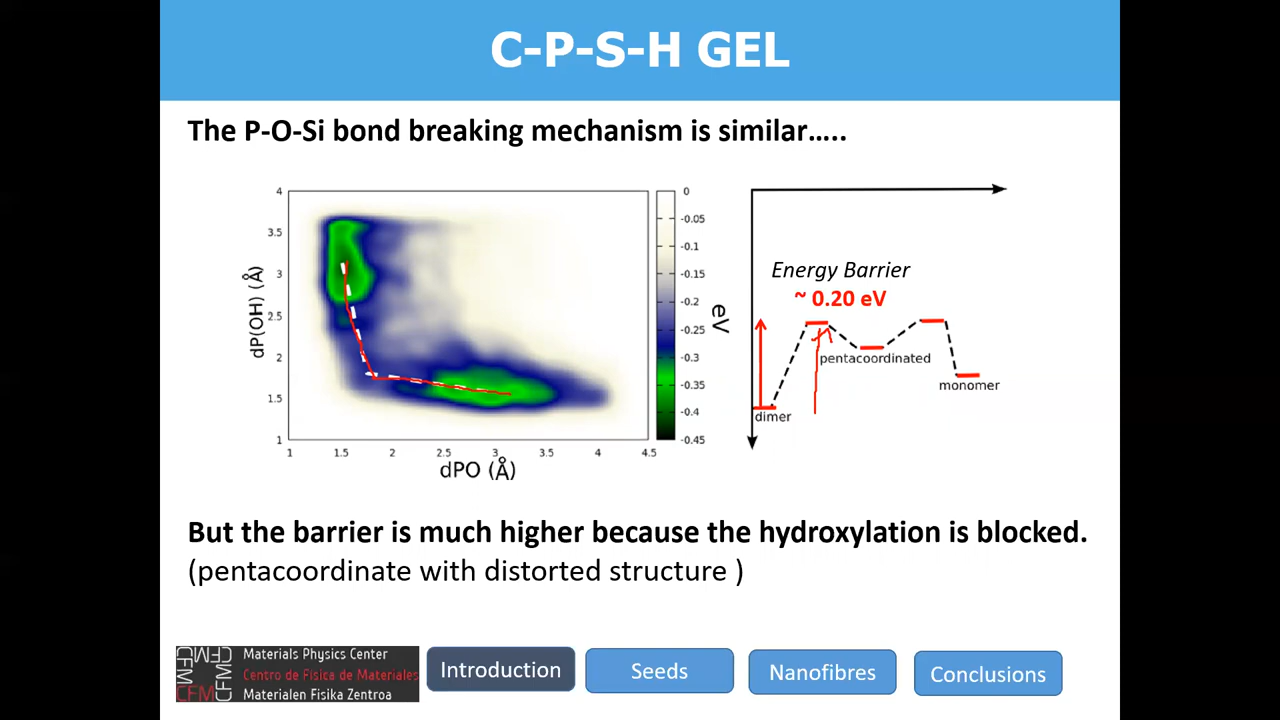 C-P-S-H GEL
The P-O-Si bond breaking mechanism is similar…..
4
3.5
3
2.5
2
1.5
1
dP(OH) (Å)
1
1.5
2
2.5
3
3.5
4
4.5
dPO (Å)
0
-0.05
-0.1
-0.15
-0.2
-0.25
-0.3
-0.35
-0.4
-0.45
eV
Energy Barrier
~ 0.20 eV
pentacoordinated
monomer
dimer
But the barrier is much higher because the hydroxylation is blocked.
(pentacoordinate with distorted structure )
CFM
Materials Physics Center
Centro de Física de Materiales
Materialen Fisika Zentroa
Introduction
Seeds
Nanofibres
Conclusions